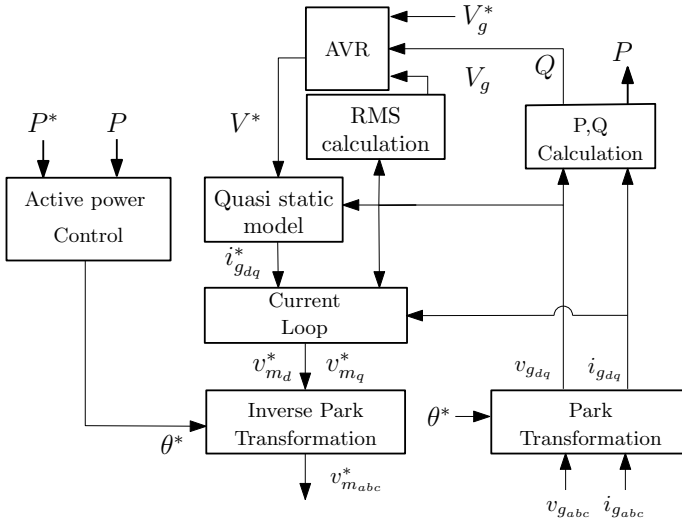 V_g^*
AVR
Q
P
V_g
P^*
P
V^*
RMS
calculation
P,Q
Calculation
Active power
Control
Quasi static
model
i_{g_{dq}}^*
Current
Loop
v_{m_d}^*
v_{m_q}^*
v_{g_{dq}}
i_{g_{dq}}
Inverse Park
Transformation
θ^*
θ^*
Park
Transformation
v_{m_{abc}}^*
v_{g_{abc}}
i_{g_{abc}}